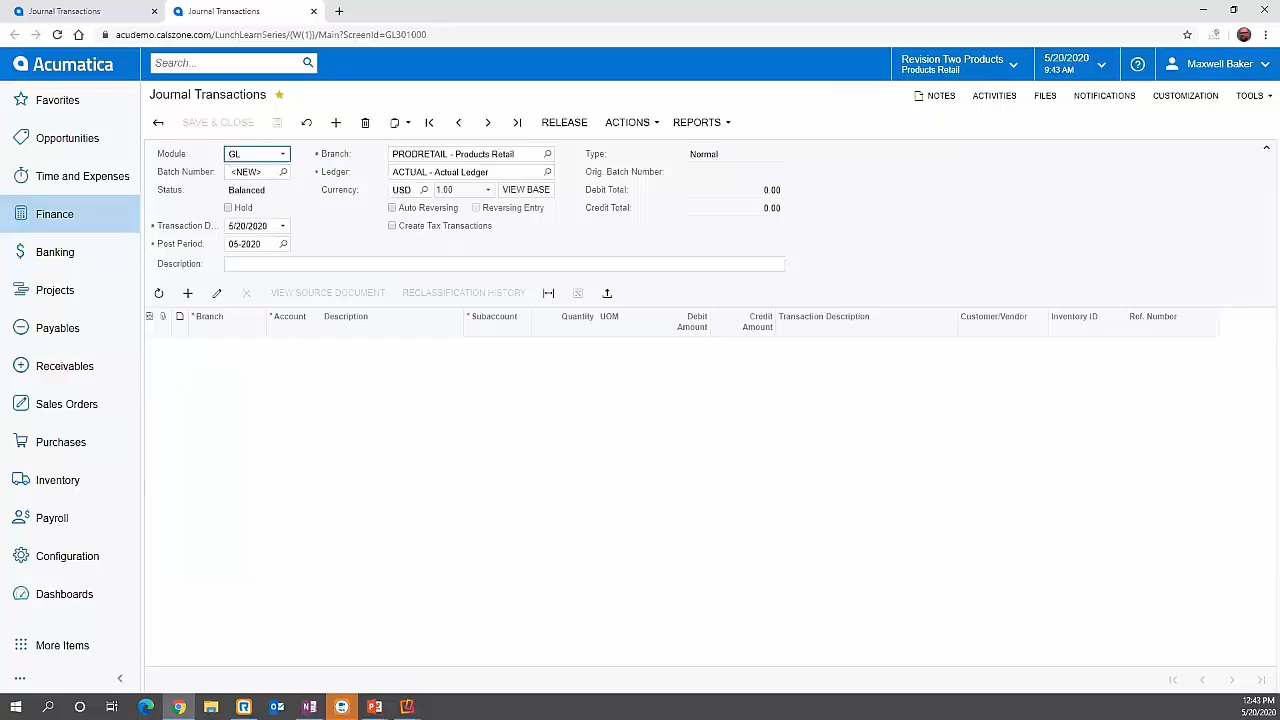 Journal Transactions
Journal Transactions
acudemo.calszone.com/LunchLearnSeries/(W(1))/Main?ScreenId=GL301000
Acumatica
Search...
Revision Two Products
Products Retail
5/20/2020
9:43 AM
Maxwell Baker
Favorites
Opportunities
Time and Expenses
Finance
Banking
Projects
Payables
Receivables
Sales Orders
Purchases
Inventory
Payroll
Configuration
Dashboards
More Items
Journal Transactions
NOTES ACTIVITIES FILES NOTIFICATIONS CUSTOMIZATION TOOLS
SAVE & CLOSE RELEASE ACTIONS REPORTS
Module: GL * Branch: PRODRETAIL - Products Retail Type: Normal
Batch Number: <NEW> * Ledger: ACTUAL - Actual Ledger Orig. Batch Number:
Status: Balanced Currency: USD 1.00 VIEW BASE Debit Total: 0.00
Hold Auto Reversing Reversing Entry Credit Total: 0.00
* Transaction D... 5/20/2020 Create Tax Transactions
* Post Period: 05-2020
Description:
VIEW SOURCE DOCUMENT RECLASSIFICATION HISTORY
* Branch * Account Description * Subaccount Quantity UOM Debit Amount Credit Amount Transaction Description Customer/Vendor Inventory ID Ref. Number
12:43 PM
5/20/2020